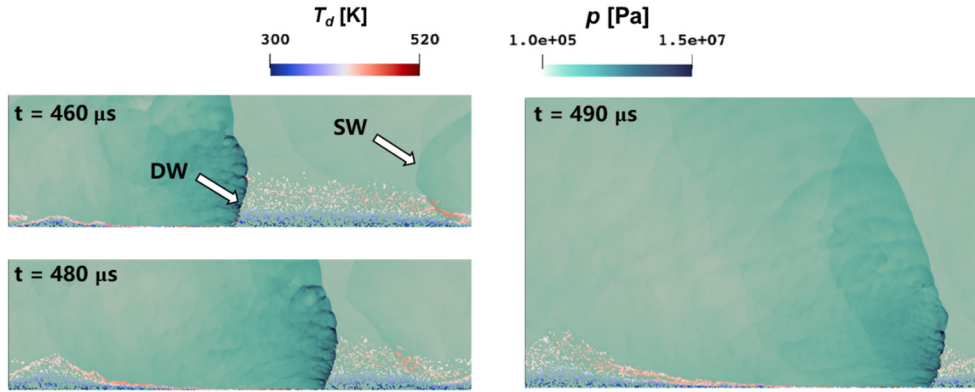 T_d [K]
300 520
p [Pa]
1.0e+05 1.5e+07
t = 460 μs
SW
DW
t = 480 μs
t = 490 μs